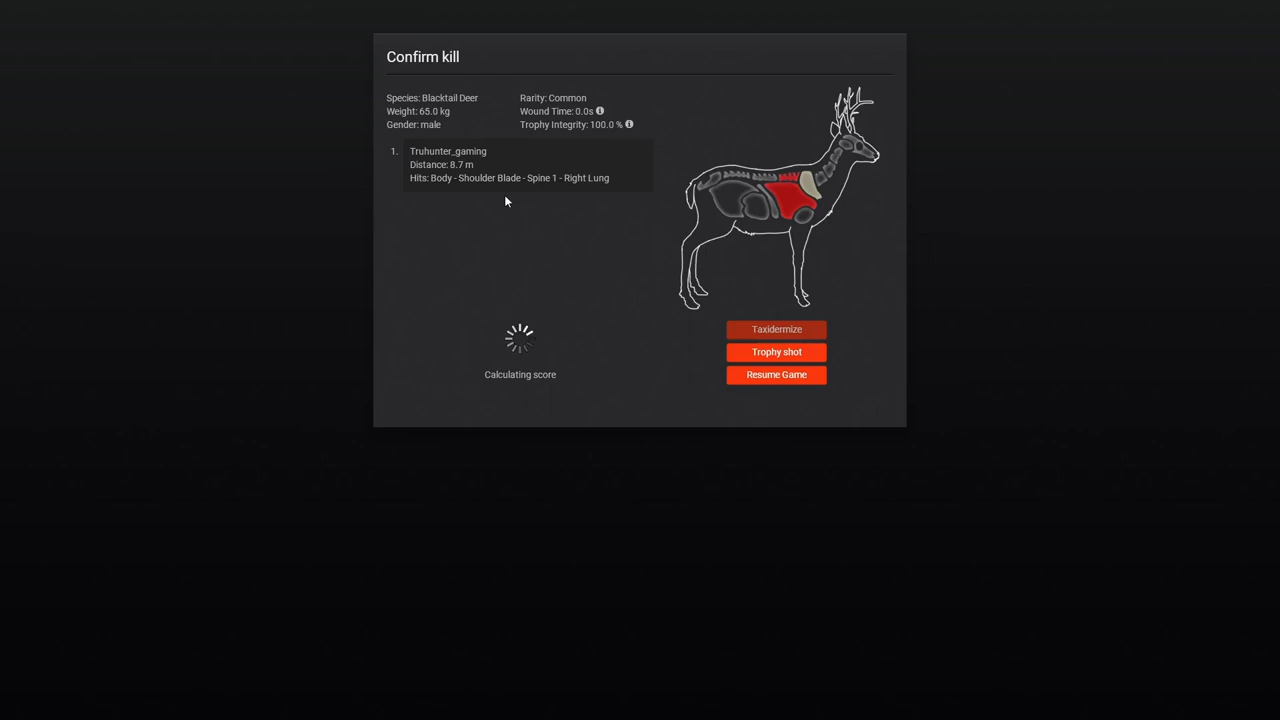 Confirm kill
Species: Blacktail Deer
Weight: 65.0 kg
Gender: male
Rarity: Common
Wound Time: 0.0s
Trophy Integrity: 100.0 %
1. Truhunter_gaming
Distance: 8.7 m
Hits: Body - Shoulder Blade - Spine 1 - Right Lung
Calculating score
Taxidermize
Trophy shot
Resume Game